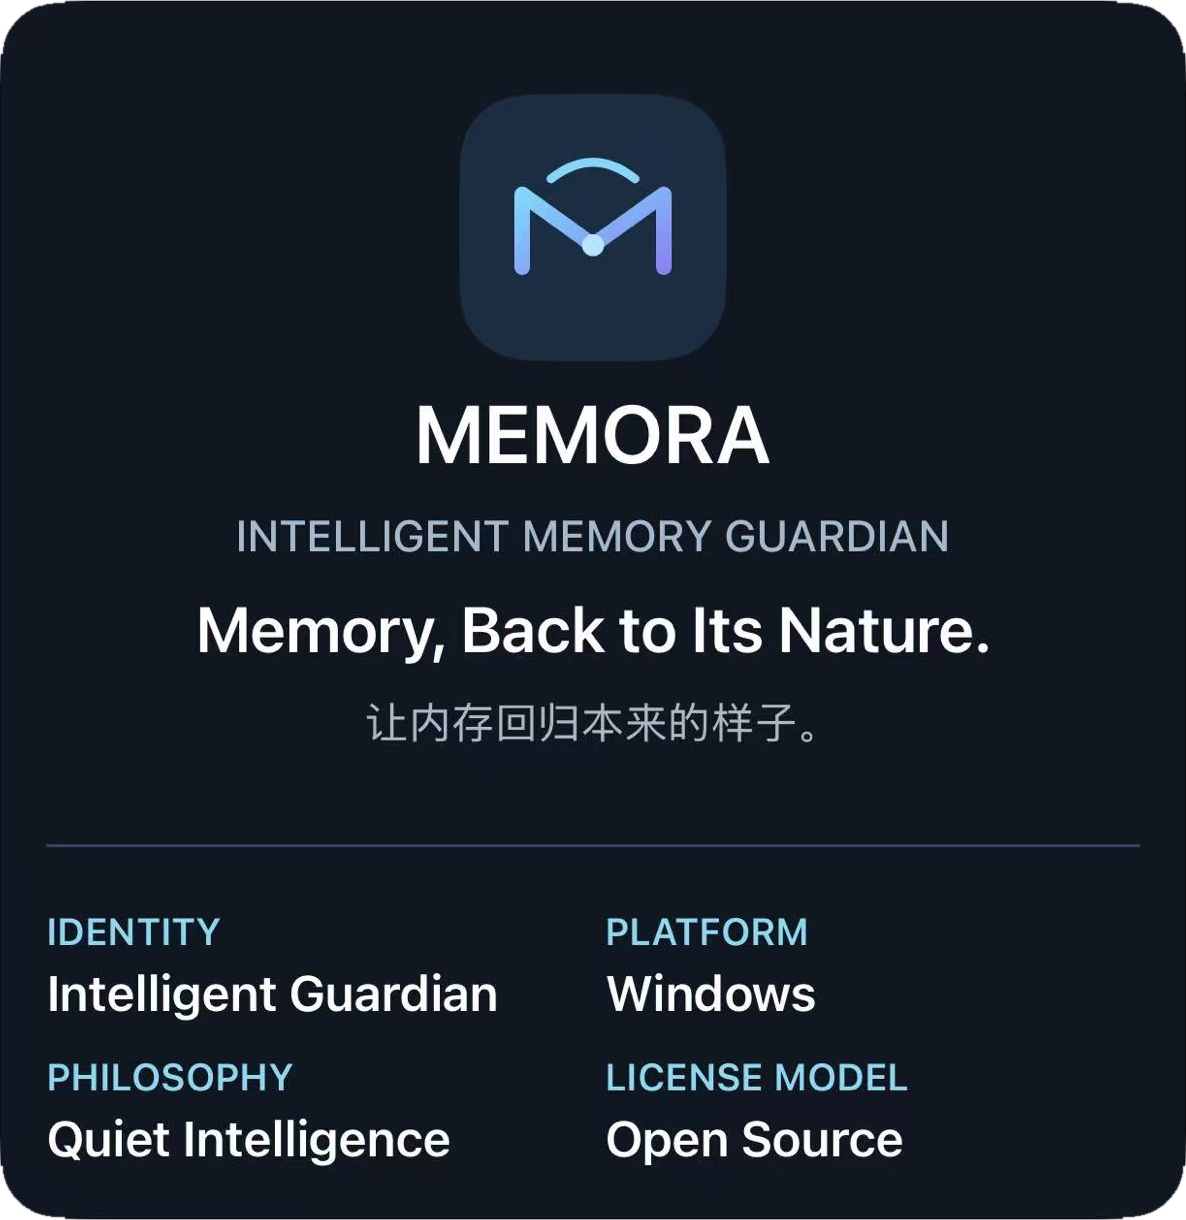 MEMORA
INTELLIGENT MEMORY GUARDIAN
Memory, Back to Its Nature.
让内存回归本来的样子。
IDENTITY
Intelligent Guardian
PLATFORM
Windows
PHILOSOPHY
Quiet Intelligence
LICENSE MODEL
Open Source